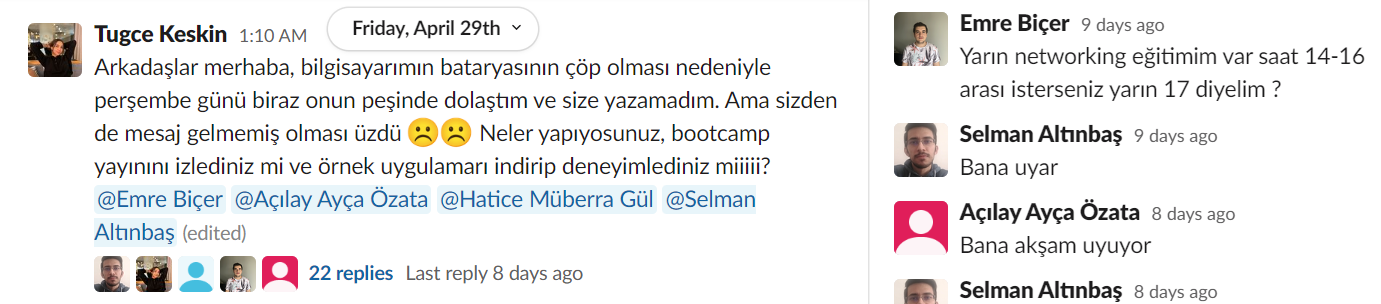 Friday, April 29th
Tugce Keskin 1:10 AM
Arkadaşlar merhaba, bilgisayarımın bataryasının çöp olması nedeniyle
perşembe günü biraz onun peşinde dolaştım ve size yazamadım. Ama sizden
de mesaj gelmemiş olması üzdü ☹️☹️ Neler yapıyosunuz, bootcamp
yayınını izlediniz mi ve örnek uygulamarı indirip deneyimlediniz miiiii?
@Emre Biçer @Açılay Ayça Özata @Hatice Müberra Gül @Selman
Altınbaş (edited)
22 replies Last reply 8 days ago
Emre Biçer 9 days ago
Yarın networking eğitimim var saat 14-16
arası isterseniz yarın 17 diyelim ?
Selman Altınbaş 9 days ago
Bana uyar
Açılay Ayça Özata 8 days ago
Bana akşam uyuyor
Selman Altınbaş 8 days ago